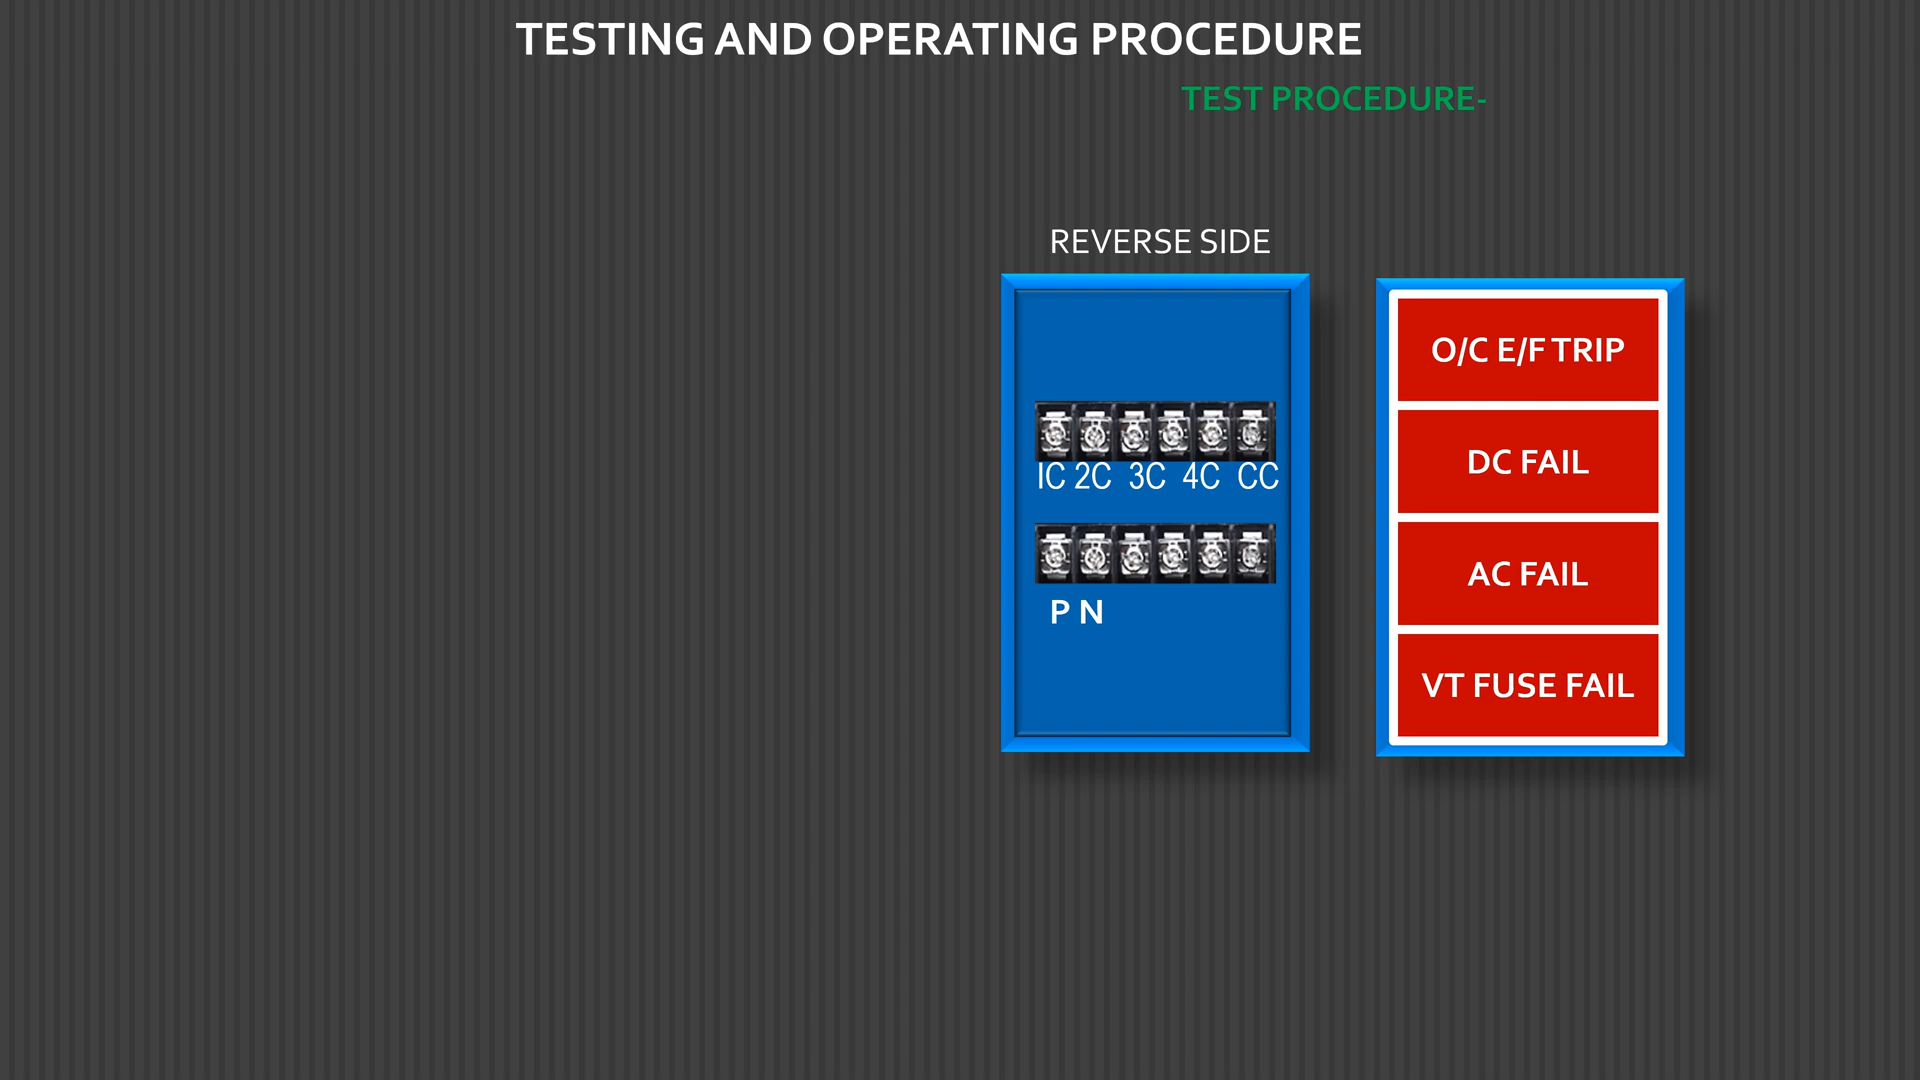 TESTING AND OPERATING PROCEDURE
TEST PROCEDURE-
REVERSE SIDE
IC 2C 3C 4C CC
P N
O/C E/F TRIP
DC FAIL
AC FAIL
VT FUSE FAIL